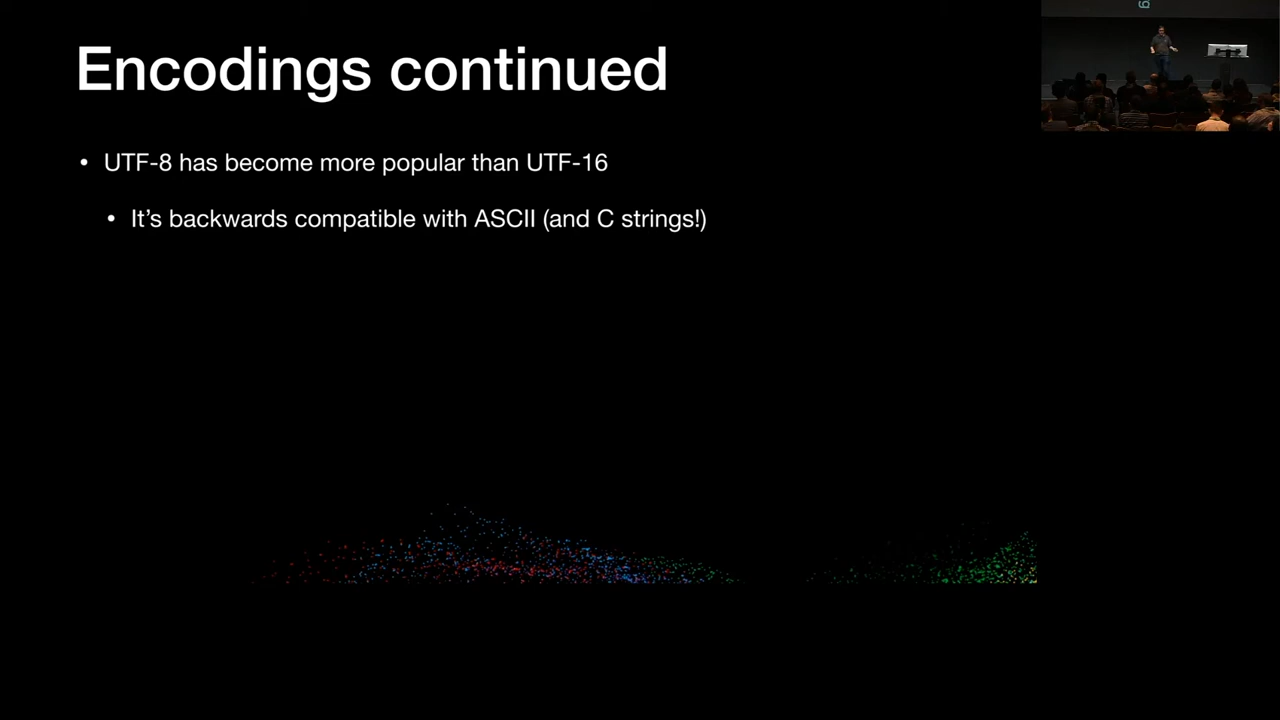 Encodings continued
• UTF-8 has become more popular than UTF-16
• It’s backwards compatible with ASCII (and C strings!)